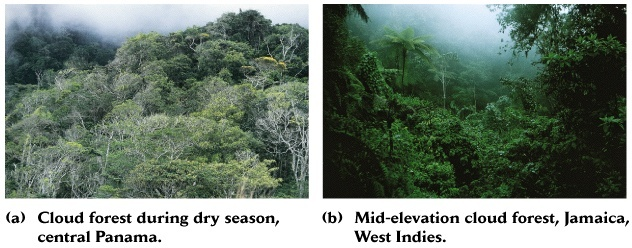 (a) Cloud forest during dry season,
central Panama.
(b) Mid-elevation cloud forest, Jamaica,
West Indies.